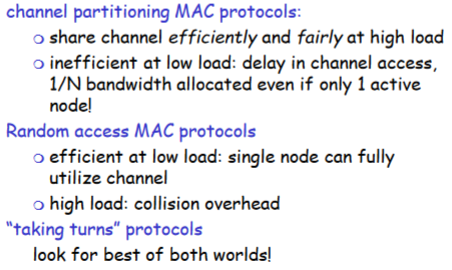 channel partitioning MAC protocols:
share channel efficiently and fairly at high load
inefficient at low load: delay in channel access,
1/N bandwidth allocated even if only 1 active
node!
Random access MAC protocols
efficient at low load: single node can fully
utilize channel
high load: collision overhead
“taking turns” protocols
look for best of both worlds!